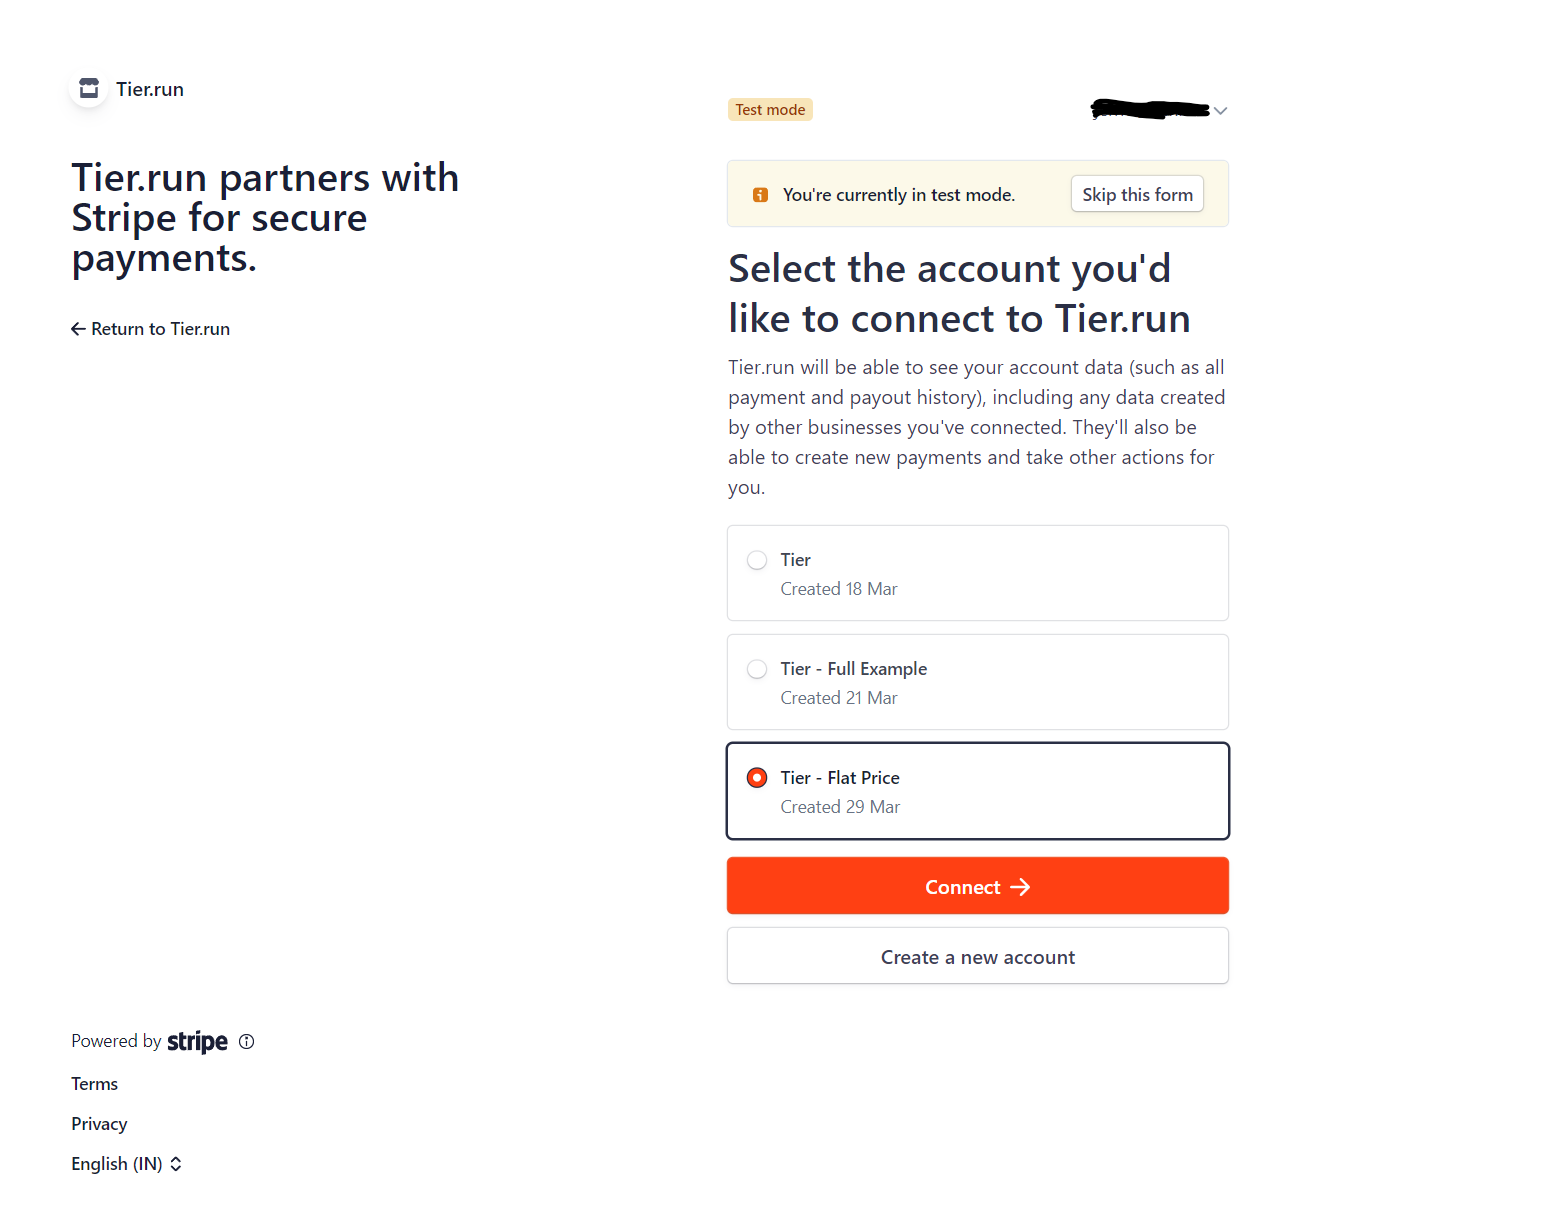 Tier.run
Tier.run partners with
Stripe for secure
payments.
Return to Tier.run
Test mode
You're currently in test mode.
Skip this form
Select the account you'd
like to connect to Tier.run
Tier.run will be able to see your account data (such as all
payment and payout history), including any data created
by other businesses you've connected. They'll also be
able to create new payments and take other actions for
you.
Tier
Created 18 Mar
Tier - Full Example
Created 21 Mar
Tier - Flat Price
Created 29 Mar
Connect
Create a new account
Powered by stripe
Terms
Privacy
English (IN)